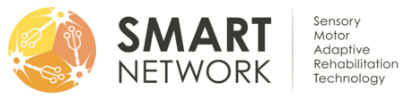 SMART
NETWORK
Sensory
Motor
Adaptive
Rehabilitation
Technology